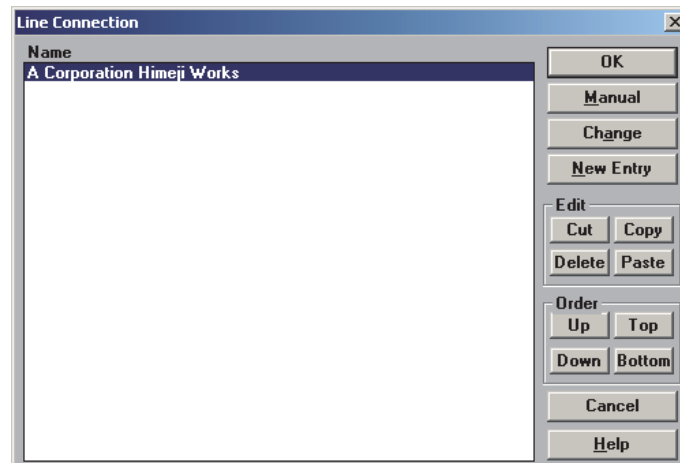 Line Connection
Name
A Corporation Himeji Works
OK
Manual
Change
New Entry
Edit
Cut Copy
Delete Paste
Order
Up Top
Down Bottom
Cancel
Help